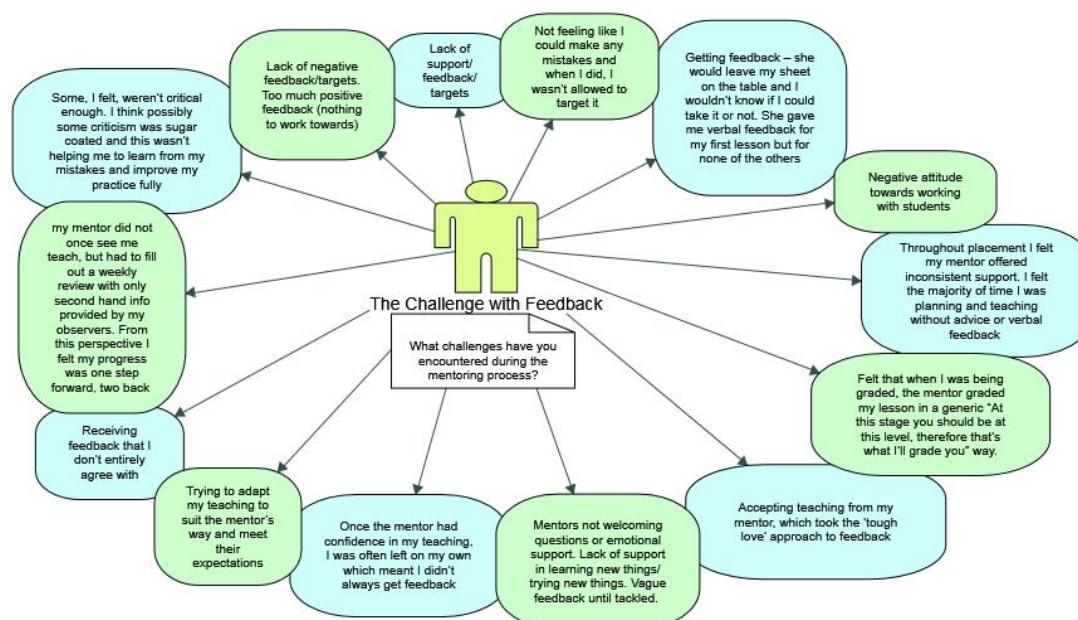 Some, I felt, weren't critical
enough. I think possibly
some criticism was sugar
coated and this wasn't
helping me to learn from my
mistakes and improve my
practice fully
Lack of negative
feedback/targets.
Too much positive
feedback (nothing
to work towards)
Lack of
support/
feedback/
targets
Not feeling like I
could make any
mistakes and
when I did, I
wasn't allowed to
target it
Getting feedback – she
would leave my sheet
on the table and I
wouldn't know if I could
take it or not. She gave
me verbal feedback for
my first lesson but for
none of the others
Negative attitude
towards working
with students
my mentor did not
once see me
teach, but had to fill
out a weekly
review with only
second hand info
provided by my
observers. From
this perspective I
felt my progress
was one step
forward, two back
The Challenge with Feedback
What challenges have you
encountered during the
mentoring process?
Throughout placement I felt
my mentor offered
inconsistent support. I felt
the majority of time I was
planning and teaching
without advice or verbal
feedback
Felt that when I was being
graded, the mentor graded
my lesson in a generic "At
this stage you should be at
this level, therefore that's
what I'll grade you" way.
Receiving
feedback that I
don't entirely
agree with
Trying to adapt
my teaching to
suit the mentor's
way and meet
their
expectations
Once the mentor had
confidence in my teaching,
I was often left on my own
which meant I didn't
always get feedback
Mentors not welcoming
questions or emotional
support. Lack of support
in learning new things/
trying new things. Vague
feedback until tackled.
Accepting teaching from my
mentor, which took the 'tough
love' approach to feedback